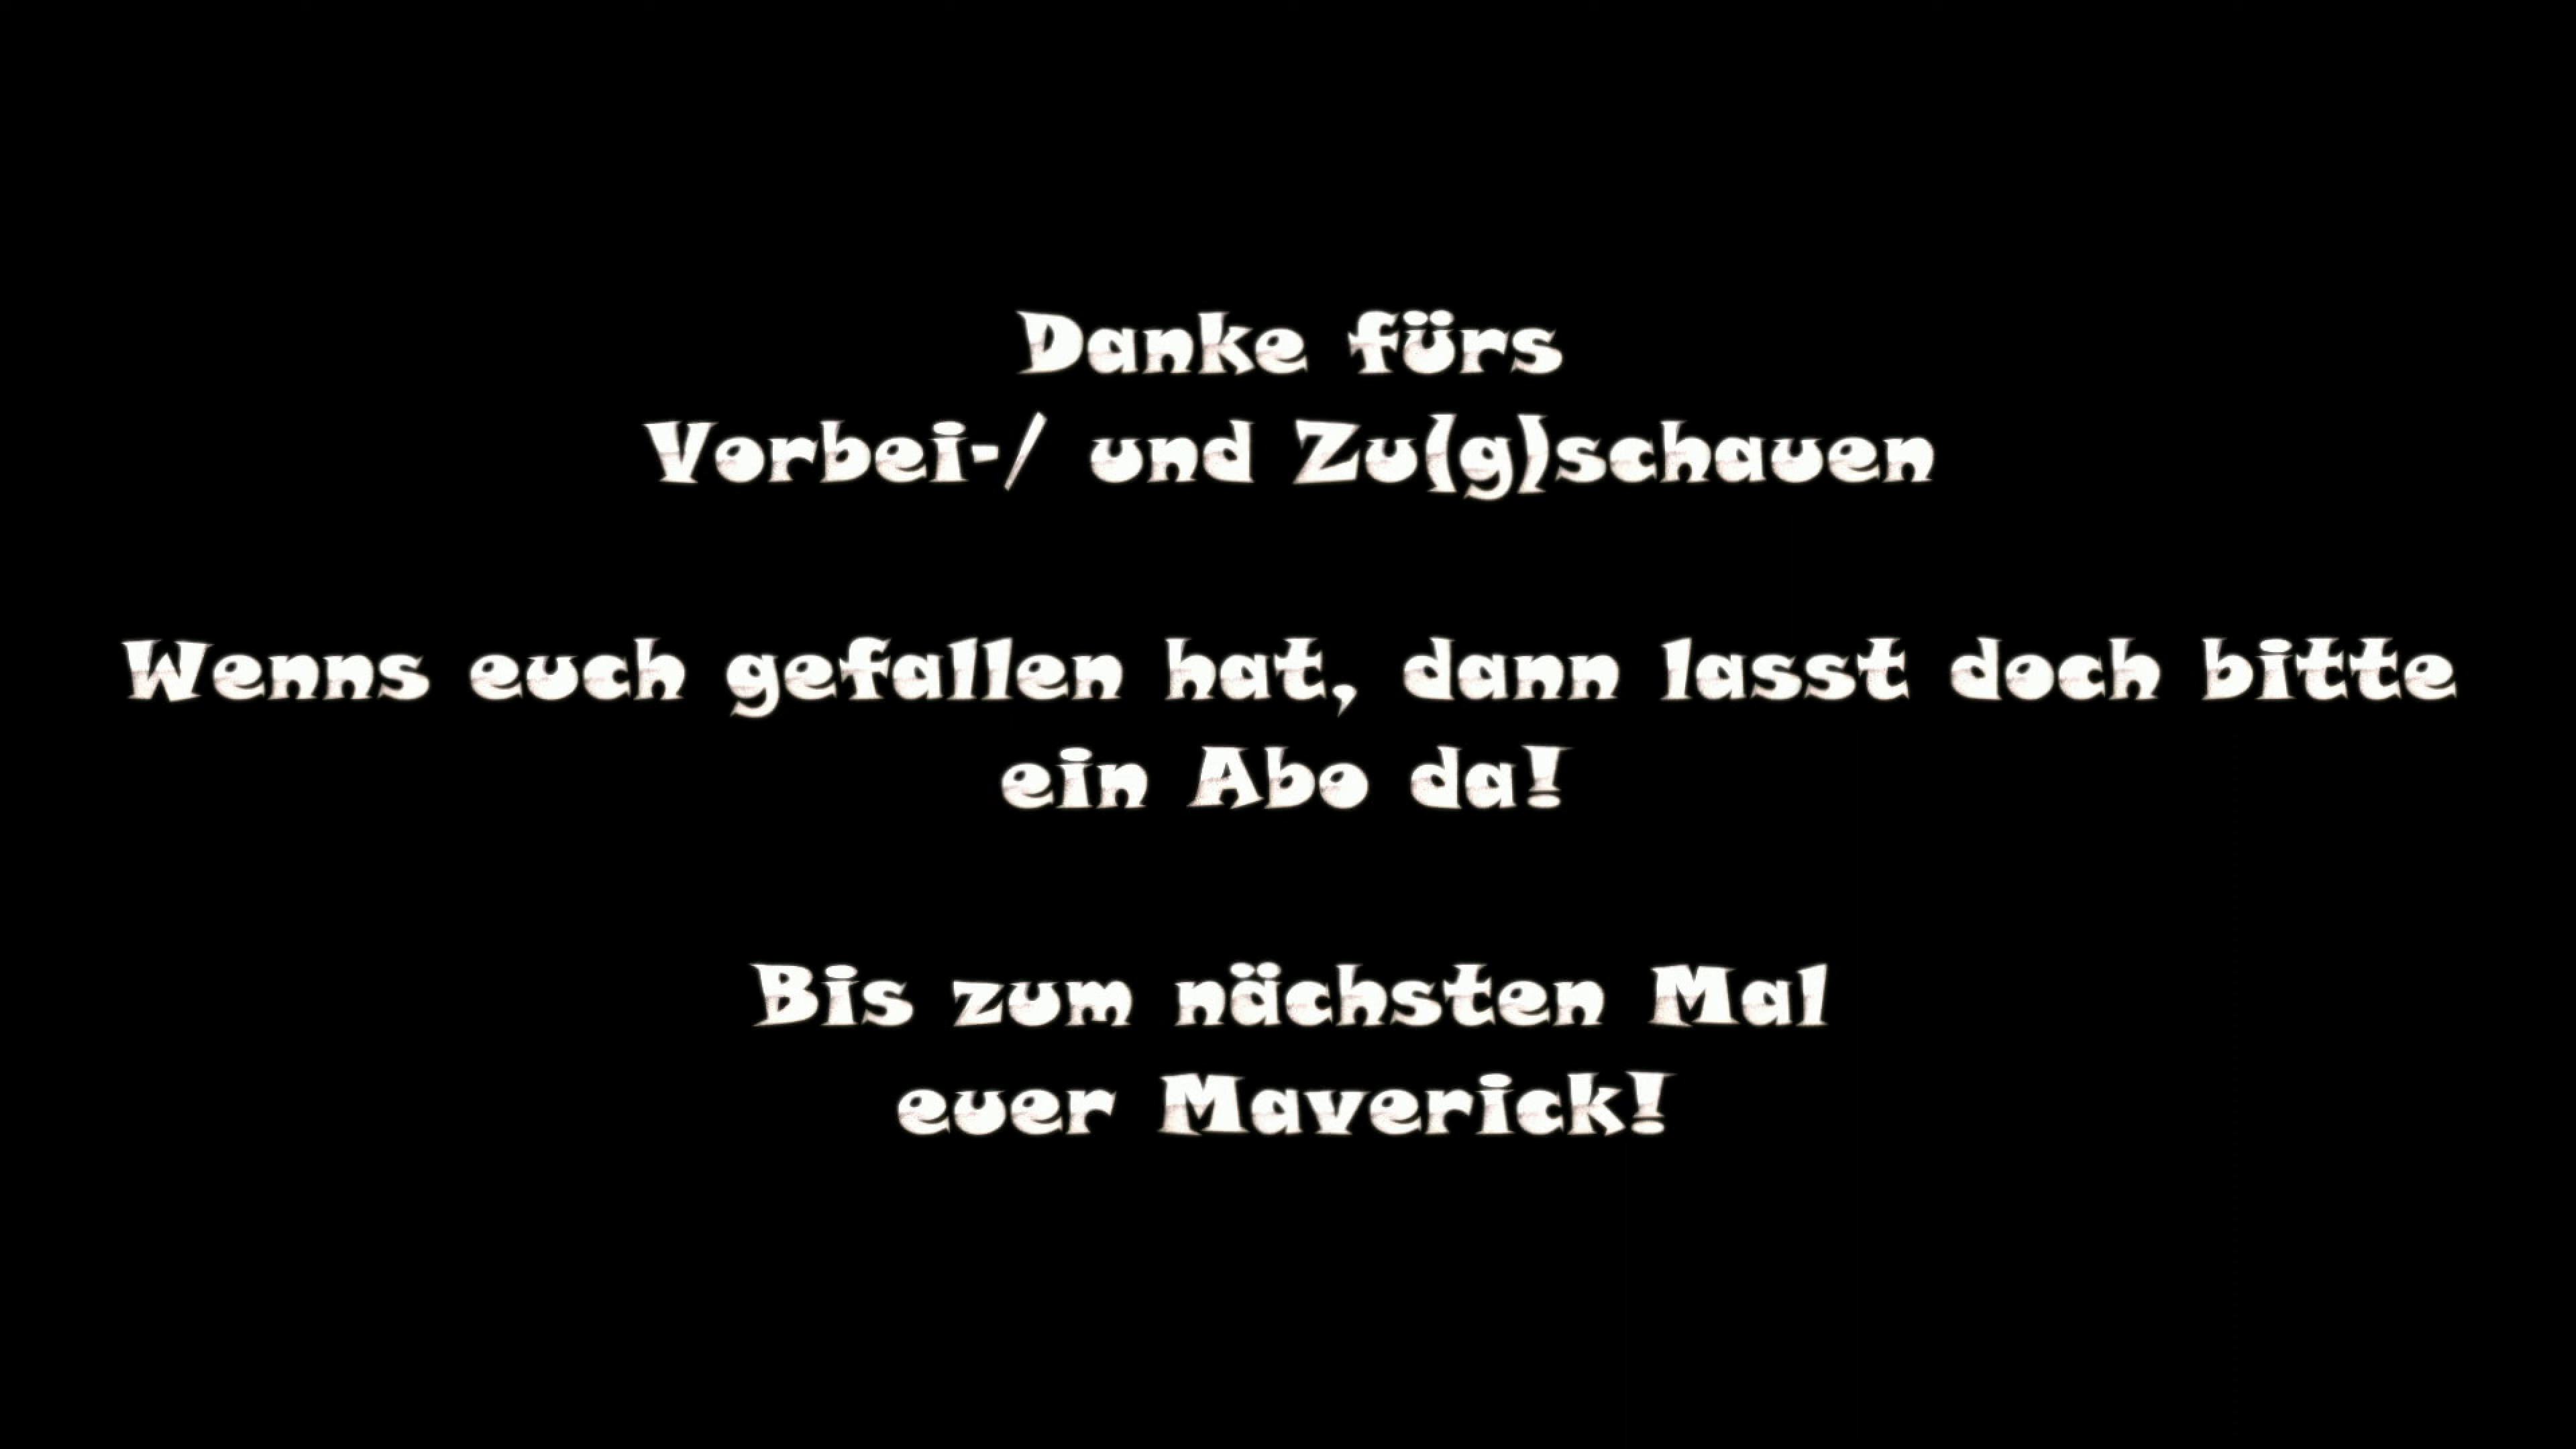 Danke fürs
Vorbei-/ und Zu(g)schauen
Wenns euch gefallen hat, dann lasst doch bitte
ein Abo da!
Bis zum nächsten Mal
euer Maverick!